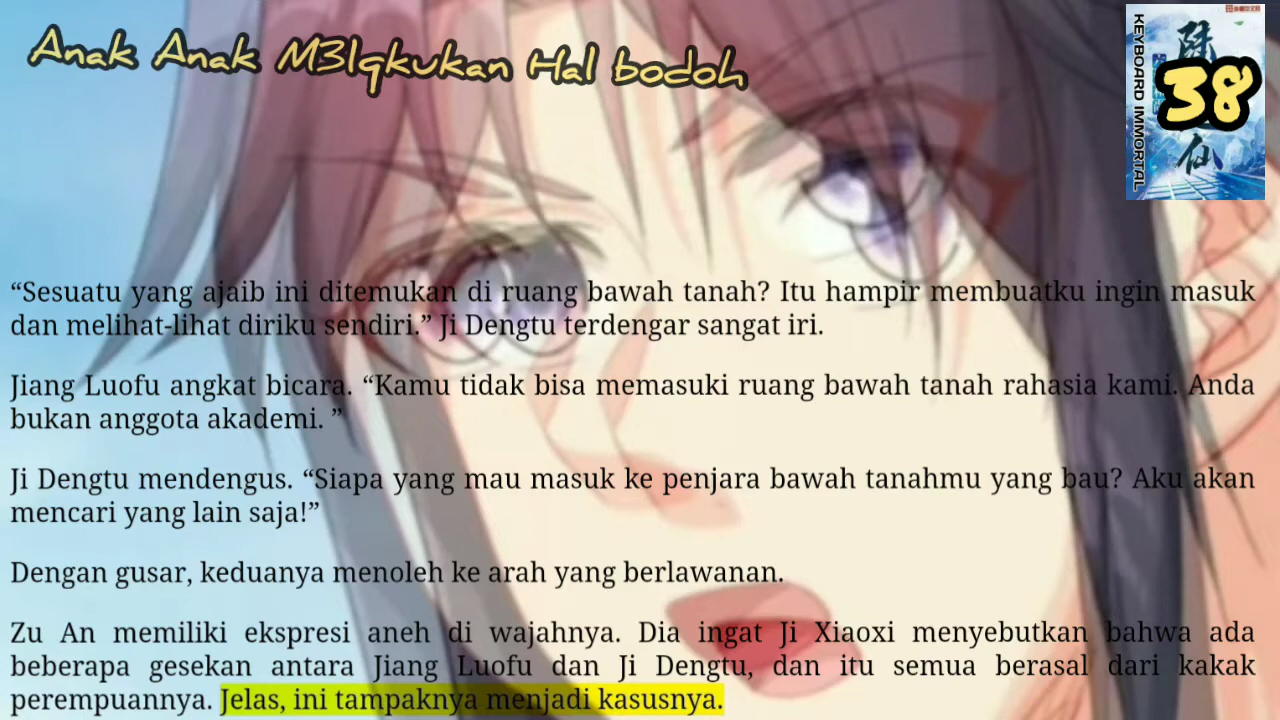 Anak Anak M3lqkukan Hal bodoh
KEYBOARD IMMORTAL
38
仙
“Sesuatu yang ajaib ini ditemukan di ruang bawah tanah? Itu hampir membuatku ingin masuk
dan melihat-lihat diriku sendiri.” Ji Dengtu terdengar sangat iri.
Jiang Luofu angkat bicara. “Kamu tidak bisa memasuki ruang bawah tanah rahasia kami. Anda
bukan anggota akademi. ”
Ji Dengtu mendengus. “Siapa yang mau masuk ke penjara bawah tanahmu yang bau? Aku akan
mencari yang lain saja!”
Dengan gusar, keduanya menoleh ke arah yang berlawanan.
Zu An memiliki ekspresi aneh di wajahnya. Dia ingat Ji Xiaoxi menyebutkan bahwa ada
beberapa gesekan antara Jiang Luofu dan Ji Dengtu, dan itu semua berasal dari kakak
perempuannya. Jelas, ini tampaknya menjadi kasusnya.